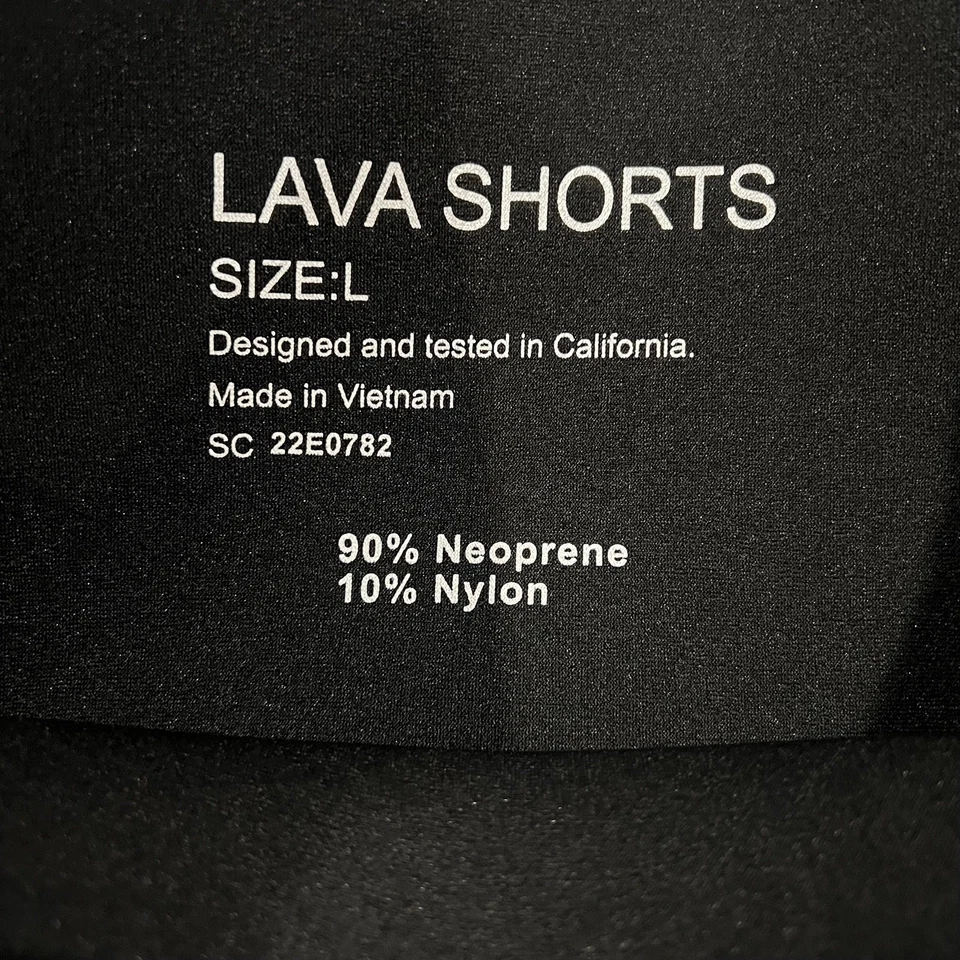 LAVA SHORTS
SIZE:L
Designed and tested in California.
Made in Vietnam
SC 22E0782
90% Neoprene
10% Nylon